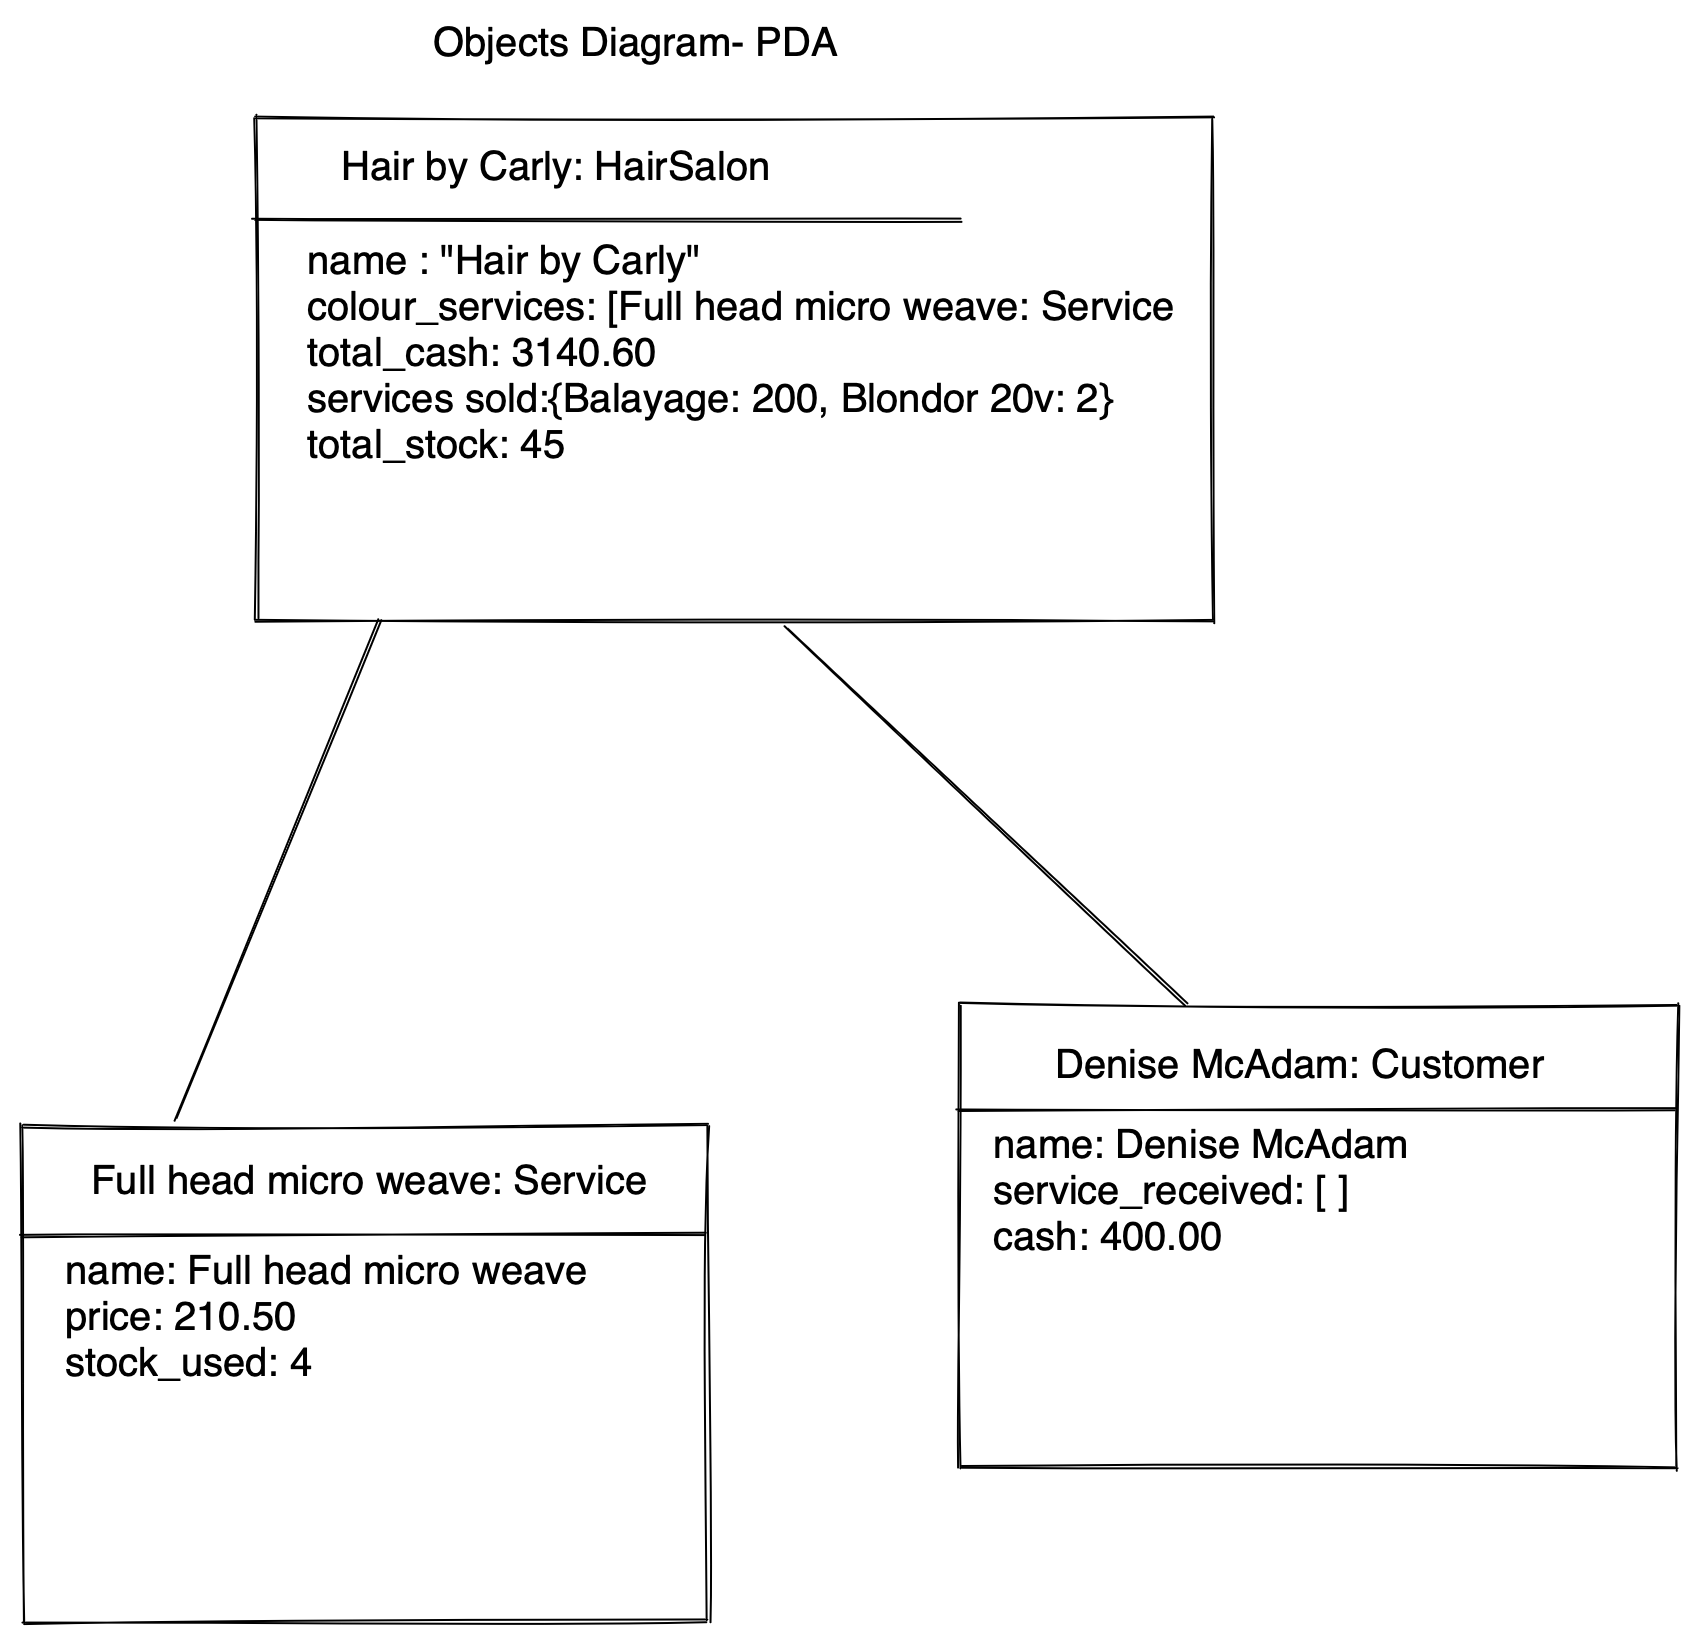 Objects Diagram- PDA
Hair by Carly: HairSalon
name : "Hair by Carly"
colour_services: [Full head micro weave: Service
total_cash: 3140.60
services sold:{Balayage: 200, Blondor 20v: 2}
total_stock: 45
Denise McAdam: Customer
name: Denise McAdam
service_received: [ ]
cash: 400.00
Full head micro weave: Service
name: Full head micro weave
price: 210.50
stock_used: 4